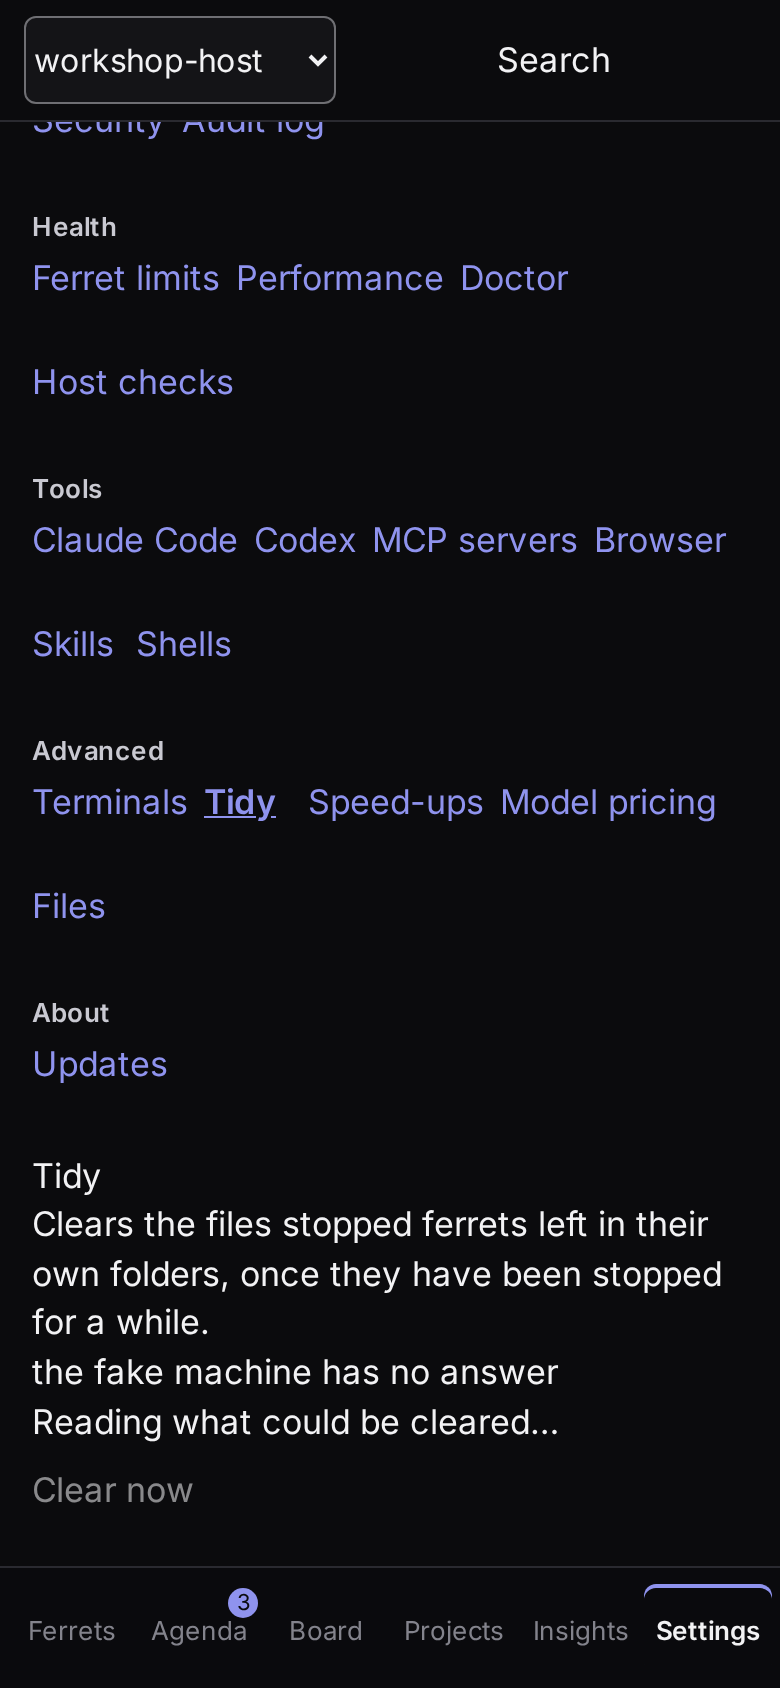 workshop-host
Search
Security Audit log
Health
Ferret limits Performance Doctor
Host checks
Tools
Claude Code Codex MCP servers Browser
Skills Shells
Advanced
Terminals Tidy Speed-ups Model pricing
Files
About
Updates
Tidy
Clears the files stopped ferrets left in their
own folders, once they have been stopped
for a while.
the fake machine has no answer
Reading what could be cleared...
Clear now
3
Ferrets Agenda Board Projects Insights Settings